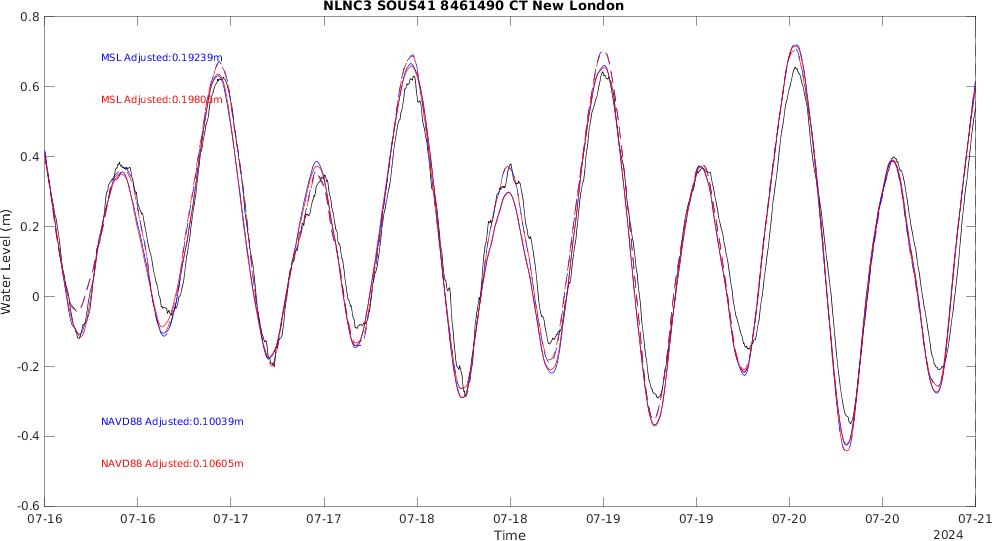 NLNC3 SOUS41 8461490 CT New London
0.8
MSL Adjusted:0.19239m
0.6
MSL Adjusted:0.1980
0.4
0.2
Water Level (m)
0
-0.2
-0.4
NAVD88 Adjusted:0.10039m
NAVD88 Adjusted:0.10605m
-0.6
07-16 07-16 07-17 07-17 07-18 07-18 07-19 07-19 07-20 07-20 07-21
Time
2024